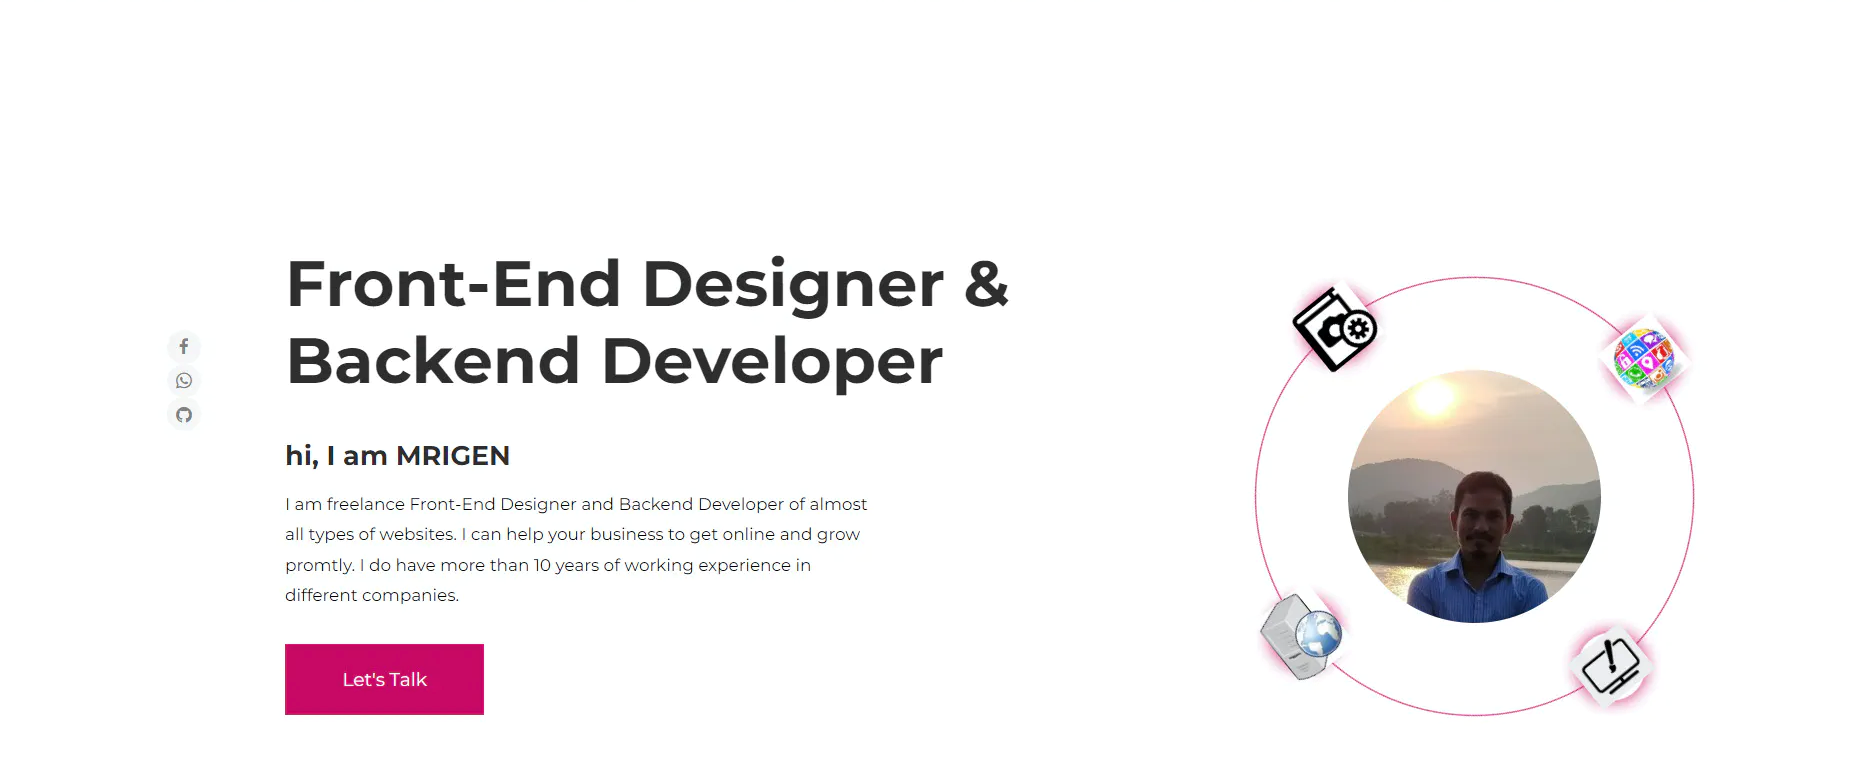 Front-End Designer &
Backend Developer
hi, I am MRIGEN
I am freelance Front-End Designer and Backend Developer of almost
all types of websites. I can help your business to get online and grow
promtly. I do have more than 10 years of working experience in
different companies.
Let's Talk